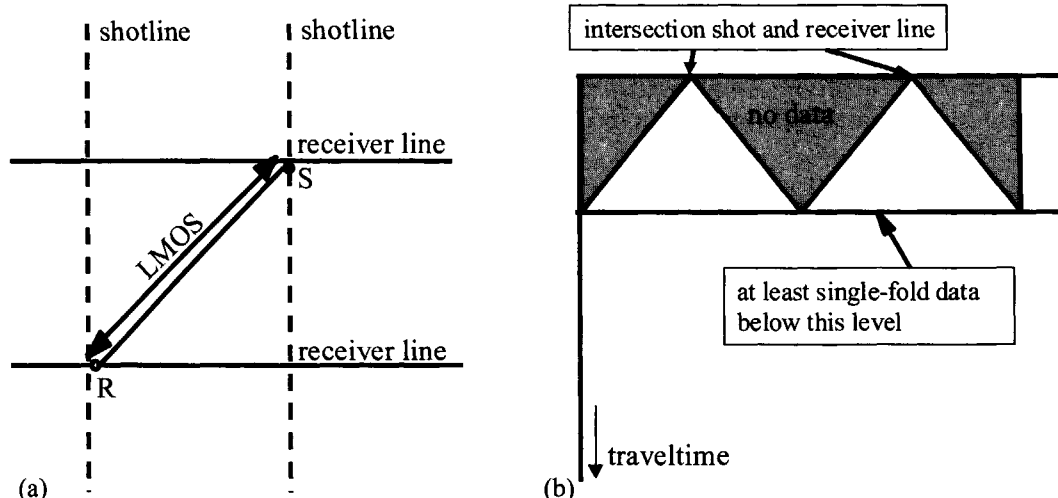 shotline
shotline
receiver line
S
LMOS
receiver line
R
(a)
intersection shot and receiver line
no data
at least single-fold data
below this level
traveltime
(b)